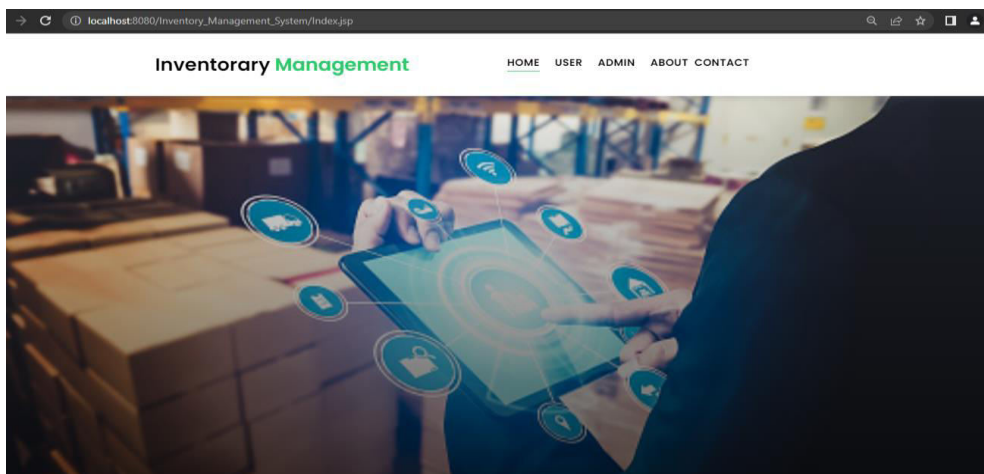 localhost:8080/Inventory_Management_System/Index.jsp
Inventorary Management
HOME USER ADMIN ABOUT CONTACT